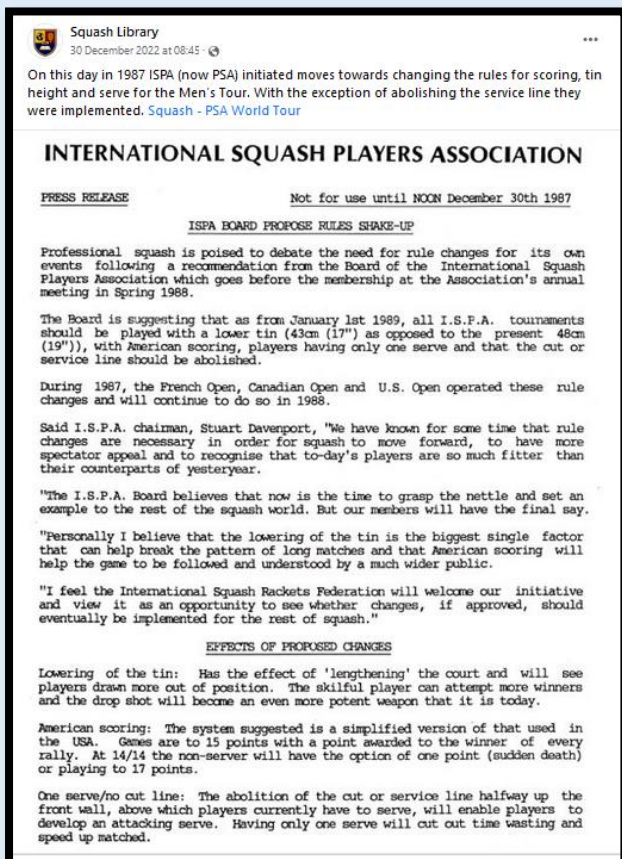 Squash Library
30 December 2022 at 08:45 ·
On this day in 1987 ISPA (now PSA) initiated moves towards changing the rules for scoring, tin
height and serve for the Men's Tour. With the exception of abolishing the service line they
were implemented. Squash - PSA World Tour
INTERNATIONAL SQUASH PLAYERS ASSOCIATION
PRESS RELEASE Not for use until NOON December 30th 1987
ISPA BOARD PROPOSE RULES SHAKE-UP
Professional squash is poised to debate the need for rule changes for its own
events following a recommendation from the Board of the International Squash
Players Association which goes before the membership at the Association's annual
meeting in Spring 1988.
The Board is suggesting that as from January 1st 1989, all I.S.P.A. tournaments
should be played with a lower tin (43cm (17") as opposed to the present 48cm
(19")), with American scoring, players having only one serve and that the cut or
service line should be abolished.
During 1987, the French Open, Canadian Open and U.S. Open operated these rule
changes and will continue to do so in 1988.
Said I.S.P.A. chairman, Stuart Davenport, "We have known for some time that rule
changes are necessary in order for squash to move forward, to have more
spectator appeal and to recognise that to-day's players are so much fitter than
their counterparts of yesteryear.
"The I.S.P.A. Board believes that now is the time to grasp the nettle and set an
example to the rest of the squash world. But our members will have the final say.
"Personally I believe that the lowering of the tin is the biggest single factor
that can help break the pattern of long matches and that American scoring will
help the game to be followed and understood by a much wider public.
"I feel the International Squash Rackets Federation will welcome our initiative
and view it as an opportunity to see whether changes, if approved, should
eventually be implemented for the rest of squash."
EFFECTS OF PROPOSED CHANGES
Lowering of the tin: Has the effect of 'lengthening' the court and will see
players drawn more out of position. The skilful player can attempt more winners
and the drop shot will become an even more potent weapon that it is today.
American scoring: The system suggested is a simplified version of that used in
the USA. Games are to 15 points with a point awarded to the winner of every
rally. At 14/14 the non-server will have the option of one point (sudden death)
or playing to 17 points.
One serve/no cut line: The abolition of the cut or service line halfway up the
front wall, above which players currently have to serve, will enable players to
develop an attacking serve. Having only one serve will cut out time wasting and
speed up matched.